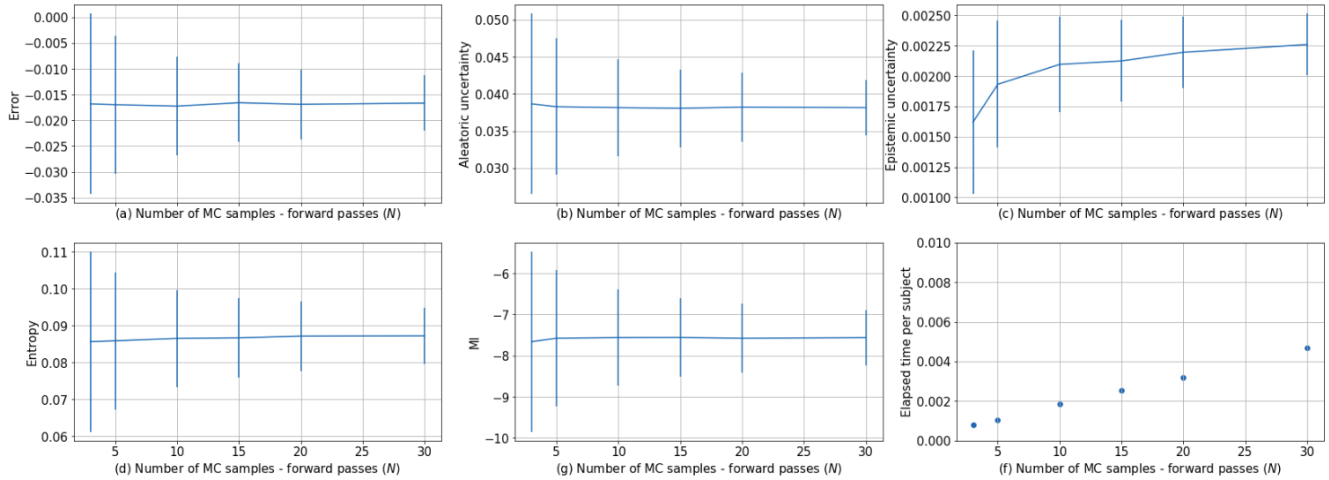 0.000
−0.005
−0.010
−0.015
−0.020
−0.025
−0.030
−0.035
Error
(a) Number of MC samples - forward passes (N)
0.050
0.045
0.040
0.035
0.030
Aleatoric uncertainty
(b) Number of MC samples - forward passes (N)
0.00250
0.00225
0.00200
0.00175
0.00150
0.00125
0.00100
Epistemic uncertainty
(c) Number of MC samples - forward passes (N)
0.11
0.10
0.09
0.08
0.07
0.06
Entropy
5 10 15 20 25 30
(d) Number of MC samples - forward passes (N)
−6
−7
−8
−9
−10
MI
5 10 15 20 25 30
(g) Number of MC samples - forward passes (N)
0.010
0.008
0.006
0.004
0.002
0.000
Elapsed time per subject
5 10 15 20 25 30
(f) Number of MC samples - forward passes (N)